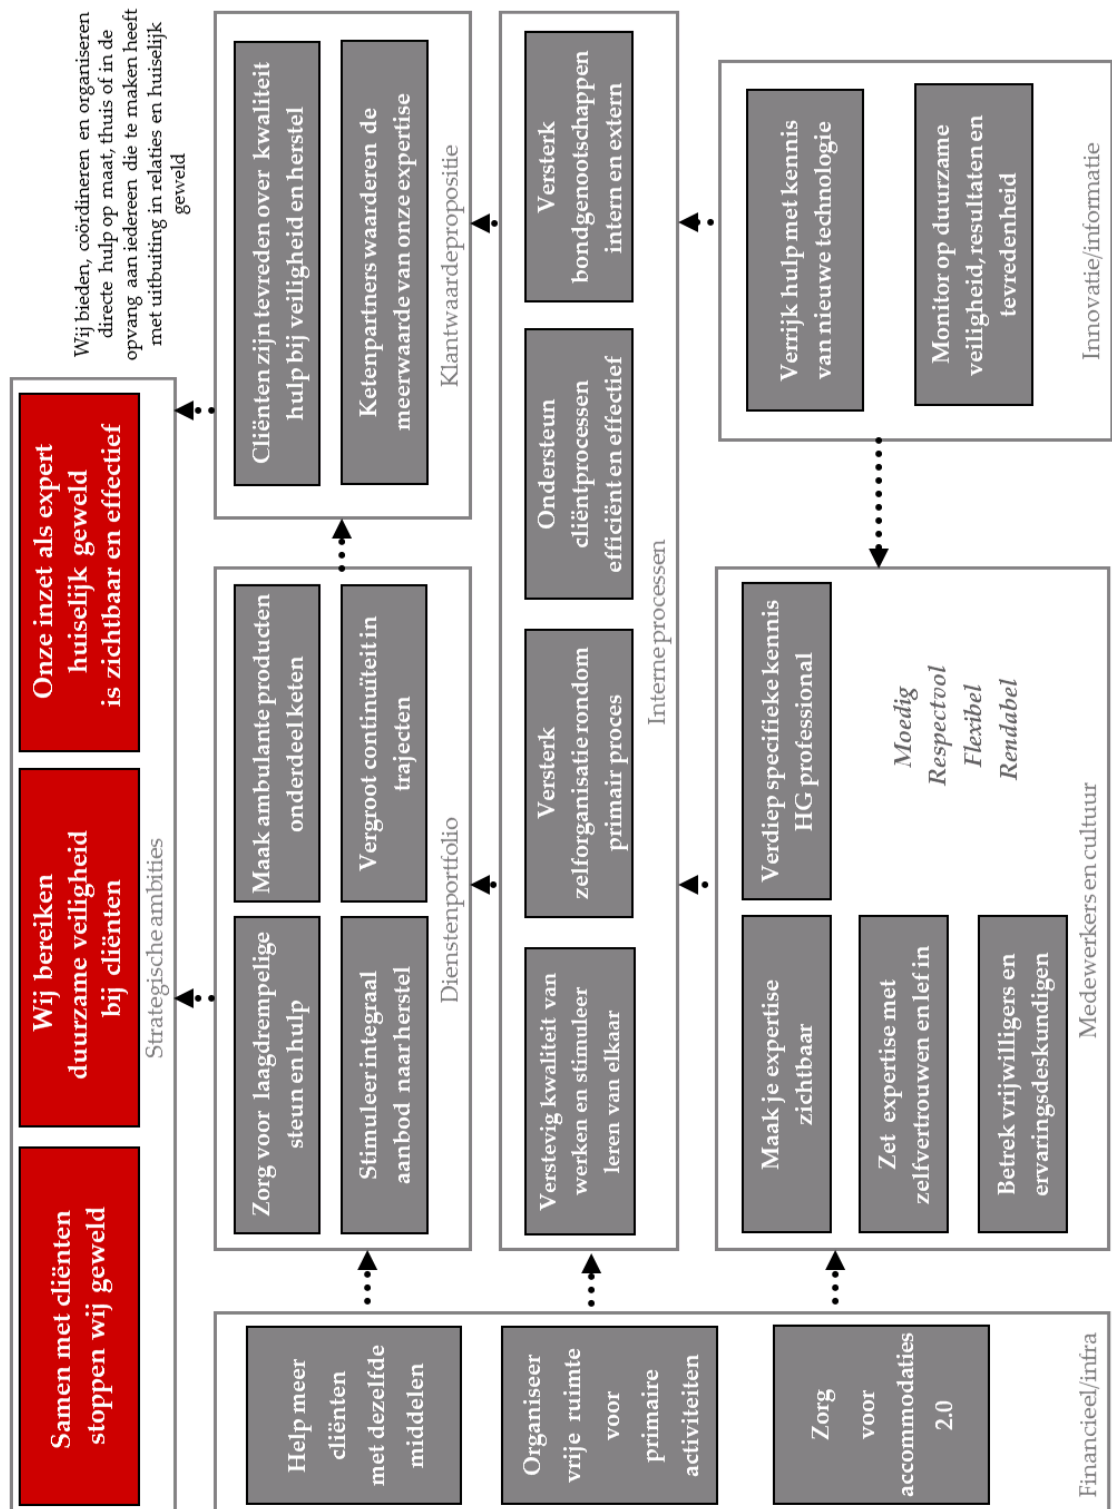 Samen met cliënten
stoppen wij geweld
Wij bereiken
duurzame veiligheid
bij cliënten
Onze inzet als expert
huiselijk geweld
is zichtbaar en effectief
Strategische ambities
Wij bieden, coördineren en organiseren
directe hulp op maat, thuis of in de
opvang aan iedereen die te maken heeft
met uitbuiting in relaties en huiselijk
geweld
Zorg voor laagdrempelige
steun en hulp
Maak ambulante producten
onderdeel keten
Stimuleer integraal
aanbod naar herstel
Vergroot continuïteit in
trajecten
Dienstenportfolio
Cliënten zijn tevreden over kwaliteit
hulp bij veiligheid en herstel
Ketenpartners waarderen de
meerwaarde van onze expertise
Klantwaardepropositie
Verstevig kwaliteit van
werken en stimuleer
leren van elkaar
Versterk
zelforganisatie rondom
primair proces
Ondersteun
cliëntprocessen
efficiënt en effectief
Versterk
bondgenootschappen
intern en extern
Interne processen
Help meer
cliënten
met dezelfde
middelen
Organiseer
vrije ruimte
voor
primaire
activiteiten
Zorg
voor
accommodaties
2.0
Financieel/infra
Maak je expertise
zichtbaar
Verdiep specifieke kennis
HG professional
Zet expertise met
zelfvertrouwen en lef in
Betrek vrijwilligers en
ervaringsdeskundigen
Moedig
Respectvol
Flexibel
Rendabel
Medewerkers en cultuur
Verrijk hulp met kennis
van nieuwe technologie
Monitor op duurzame
veiligheid, resultaten en
tevredenheid
Innovatie/informatie